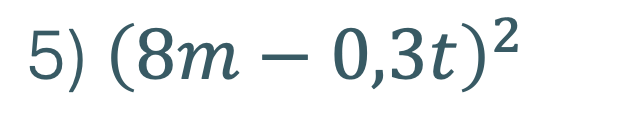 5) (8m − 0,3t)²